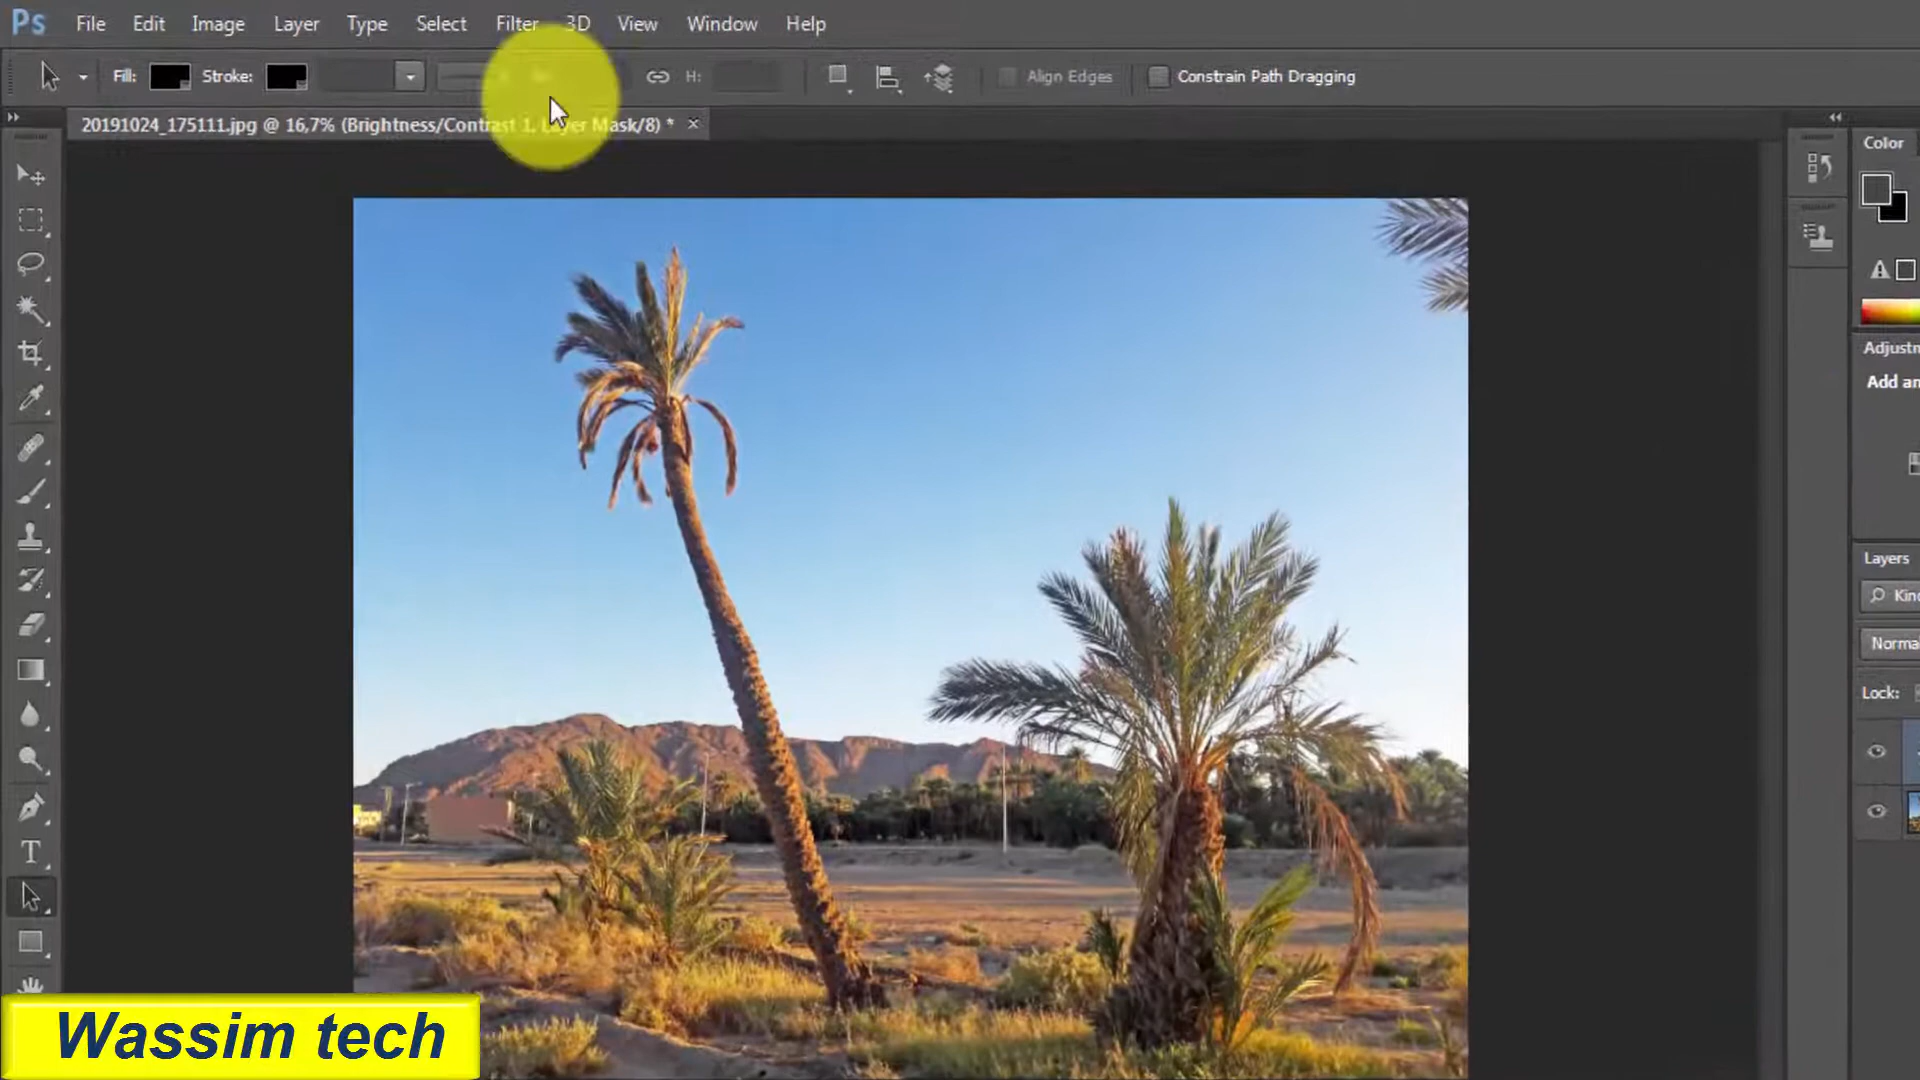 Ps File Edit Image Layer Type Select Filter 3D View Window Help
Fill: Stroke: H: Align Edges Constrain Path Dragging
20191024_175111.jpg @ 16,7% (Brightness/Contrast 1, Layer Mask/8) *
Color
Add
Layers
Lock:
T
Wassim tech